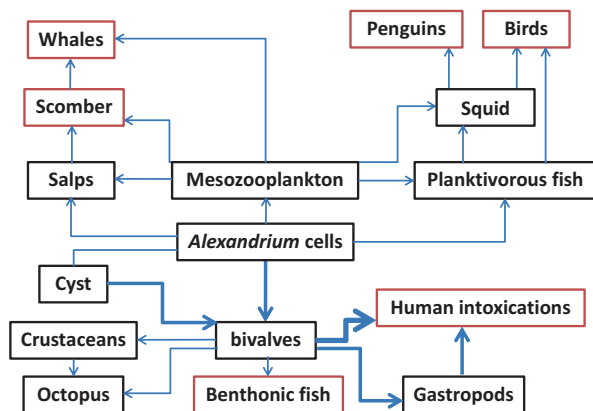 Whales
Penguins
Birds
Scomber
Squid
Salps
Mesozooplankton
Planktivorous fish
Alexandrium cells
Cyst
Human intoxications
Crustaceans
bivalves
Octopus
Benthonic fish
Gastropods